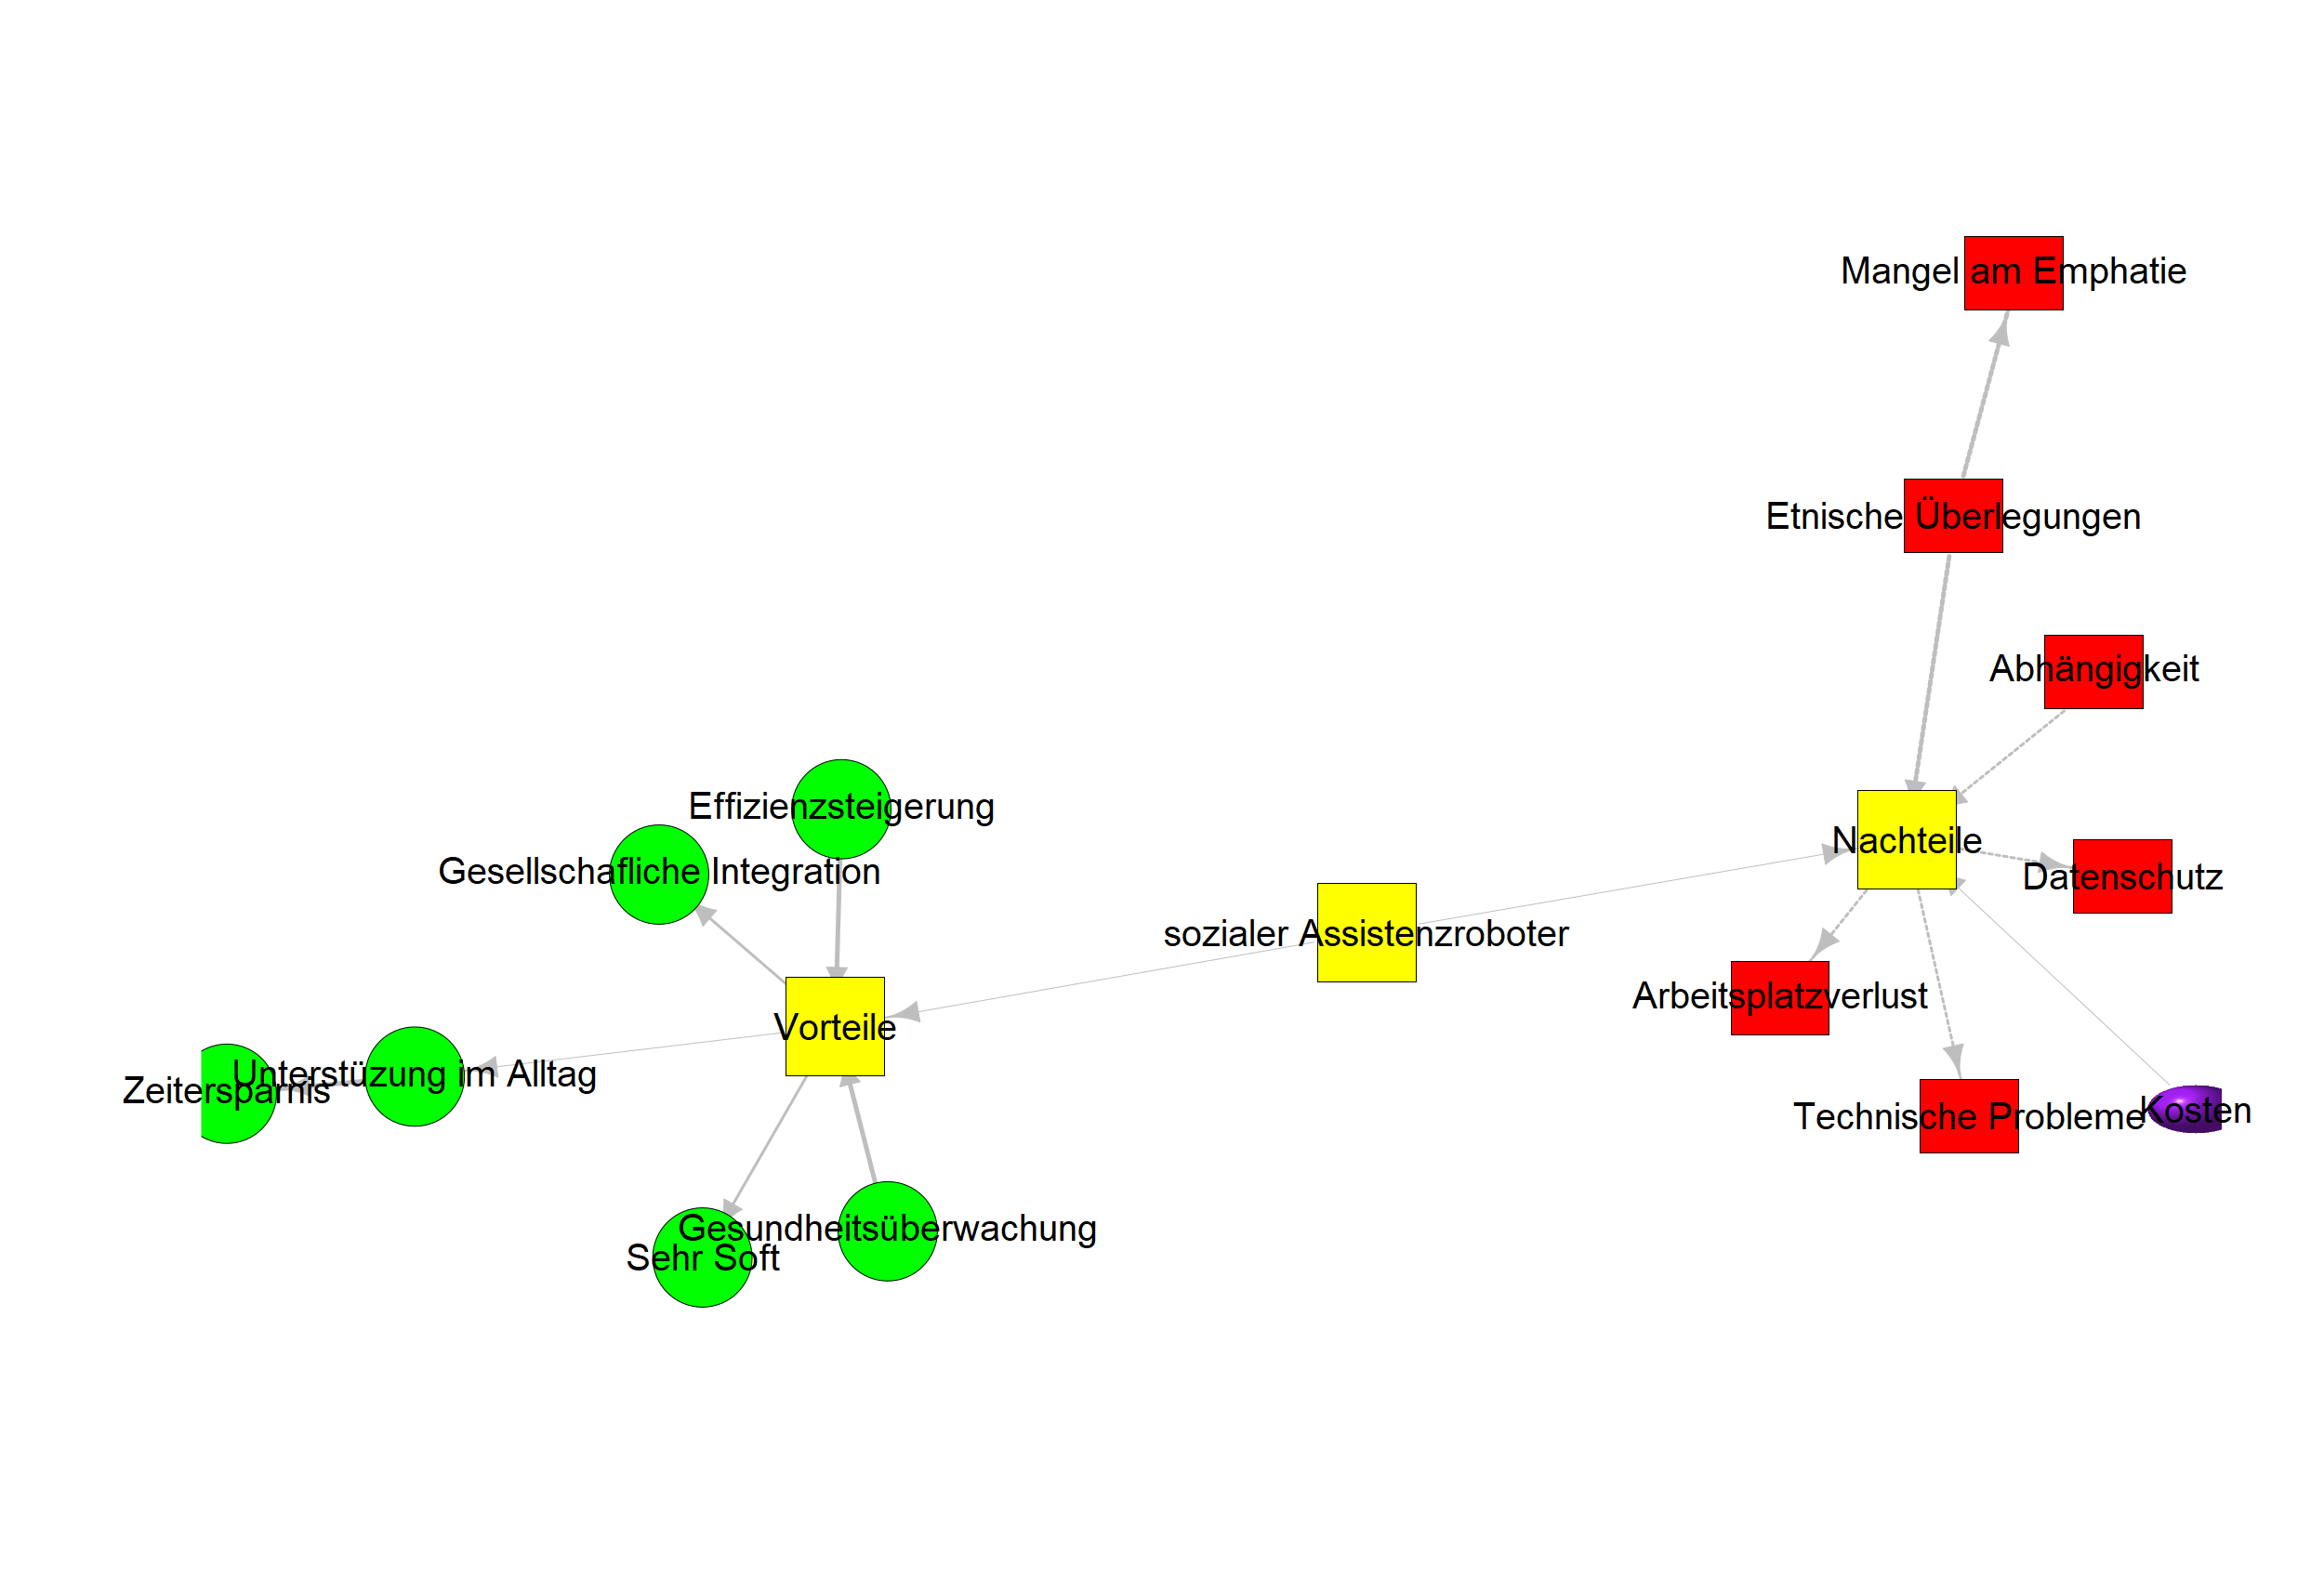 Mangel am Emphatie
Etnische Überlegungen
Abhängigkeit
Effizienzsteigerung
Nachteile
Gesellschafliche Integration
Datenschutz
sozialer Assistenzroboter
Arbeitsplatzverlust
Vorteile
Unterstüzung im Alltag
Zeitersparnis
Technische Probleme
Kosten
Gesundheitsüberwachung
Sehr Soft